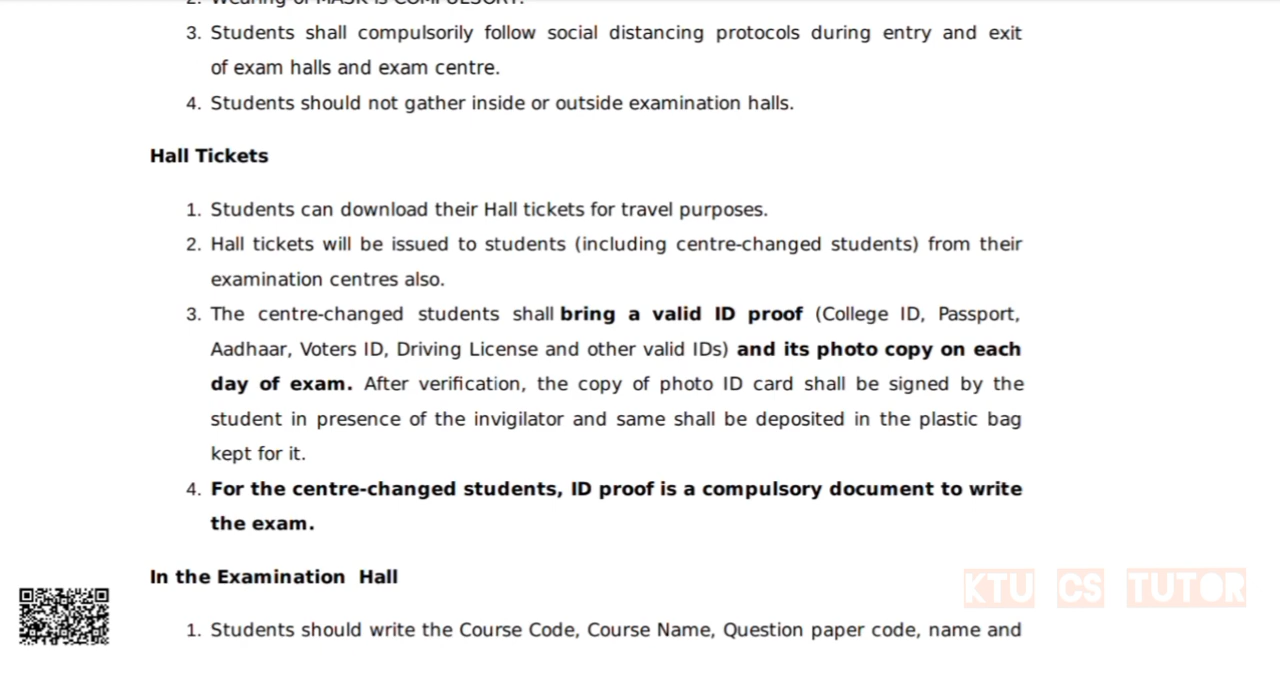 2. Wearing of MASK is COMPULSORY.
3. Students shall compulsorily follow social distancing protocols during entry and exit
of exam halls and exam centre.
4. Students should not gather inside or outside examination halls.
Hall Tickets
1. Students can download their Hall tickets for travel purposes.
2. Hall tickets will be issued to students (including centre-changed students) from their
examination centres also.
3. The centre-changed students shall bring a valid ID proof (College ID, Passport,
Aadhaar, Voters ID, Driving License and other valid IDs) and its photo copy on each
day of exam. After verification, the copy of photo ID card shall be signed by the
student in presence of the invigilator and same shall be deposited in the plastic bag
kept for it.
4. For the centre-changed students, ID proof is a compulsory document to write
the exam.
In the Examination Hall
KTU CS TUTOR
1. Students should write the Course Code, Course Name, Question paper code, name and